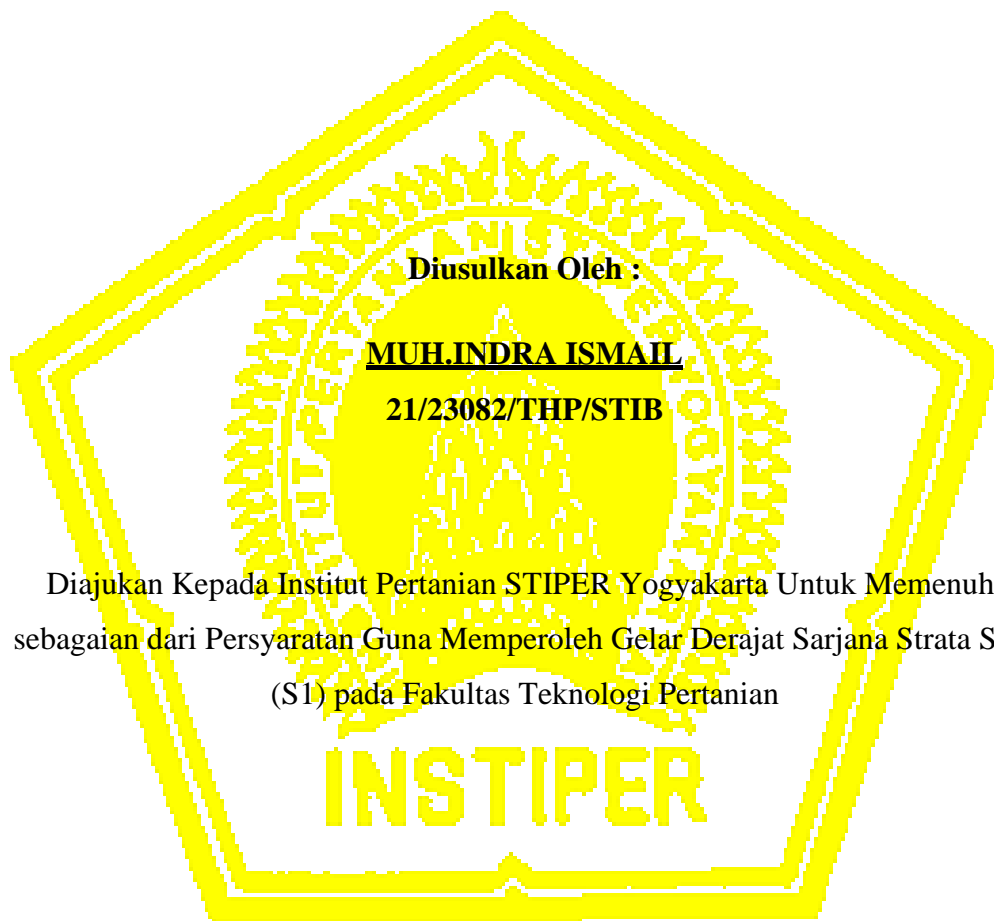 Diusulkan Oleh :
MUH.INDRA ISMAIL
21/23082/THP/STIB
Diajukan Kepada Institut Pertanian STIPER Yogyakarta Untuk Memenuh
sebagaian dari Persyaratan Guna Memperoleh Gelar Derajat Sarjana Strata S
(S1) pada Fakultas Teknologi Pertanian
INSTIPER